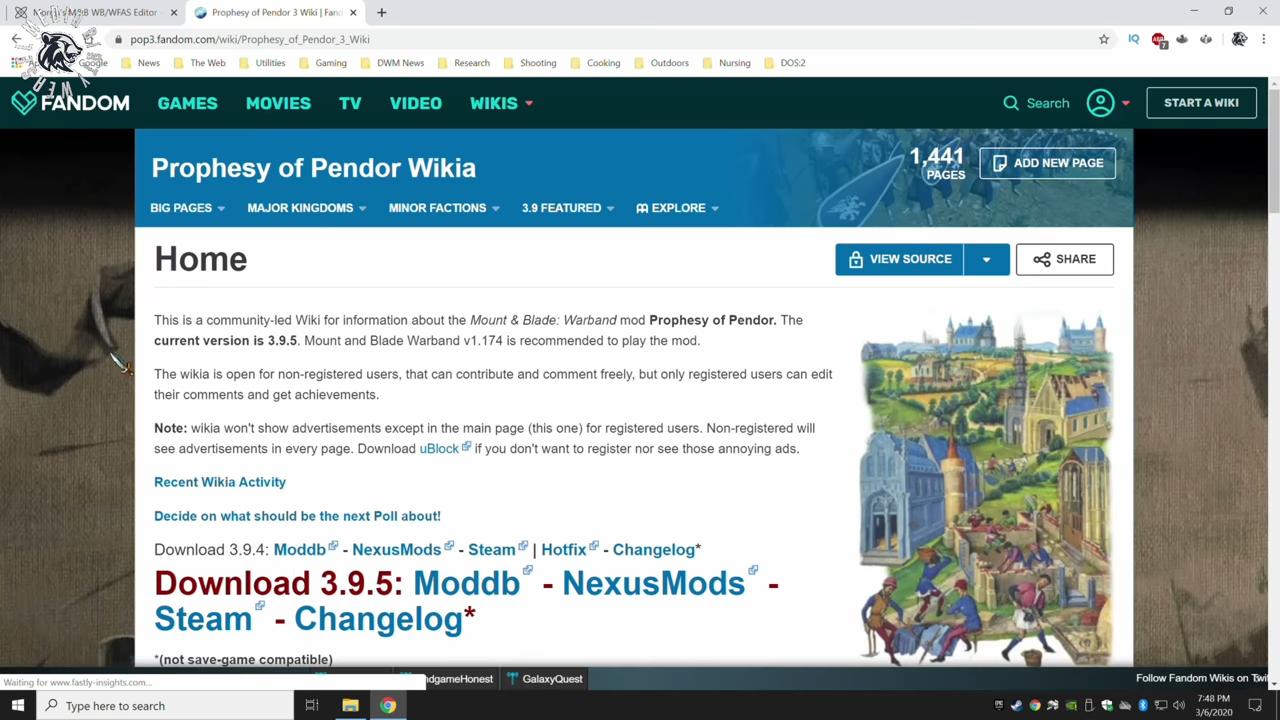 Morgh's M&B WB/WFAS Editor
Prophesy of Pendor 3 Wiki | Fand
pop3.fandom.com/wiki/Prophesy_of_Pendor_3_Wiki
Google News The Web Utilities Gaming DWM News Research Shooting Cooking Outdoors Nursing DOS:2
FANDOM GAMES MOVIES TV VIDEO WIKIS Search START A WIKI
Prophesy of Pendor Wikia
1,441
PAGES
ADD NEW PAGE
BIG PAGES MAJOR KINGDOMS MINOR FACTIONS 3.9 FEATURED EXPLORE
Home
VIEW SOURCE
SHARE
This is a community-led Wiki for information about the Mount & Blade: Warband mod Prophesy of Pendor. The
current version is 3.9.5. Mount and Blade Warband v1.174 is recommended to play the mod.
The wikia is open for non-registered users, that can contribute and comment freely, but only registered users can edit
their comments and get achievements.
Note: wikia won't show advertisements except in the main page (this one) for registered users. Non-registered will
see advertisements in every page. Download uBlock if you don't want to register nor see those annoying ads.
Recent Wikia Activity
Decide on what should be the next Poll about!
Download 3.9.4: Moddb - NexusMods - Steam | Hotfix - Changelog*
Download 3.9.5: Moddb - NexusMods -
Steam - Changelog*
*(not save-game compatible)
Waiting for www.fastly-insights.com...
ndgameHonest
GalaxyQuest
Follow Fandom Wikis on Twit
Type here to search
7:48 PM
3/6/2020